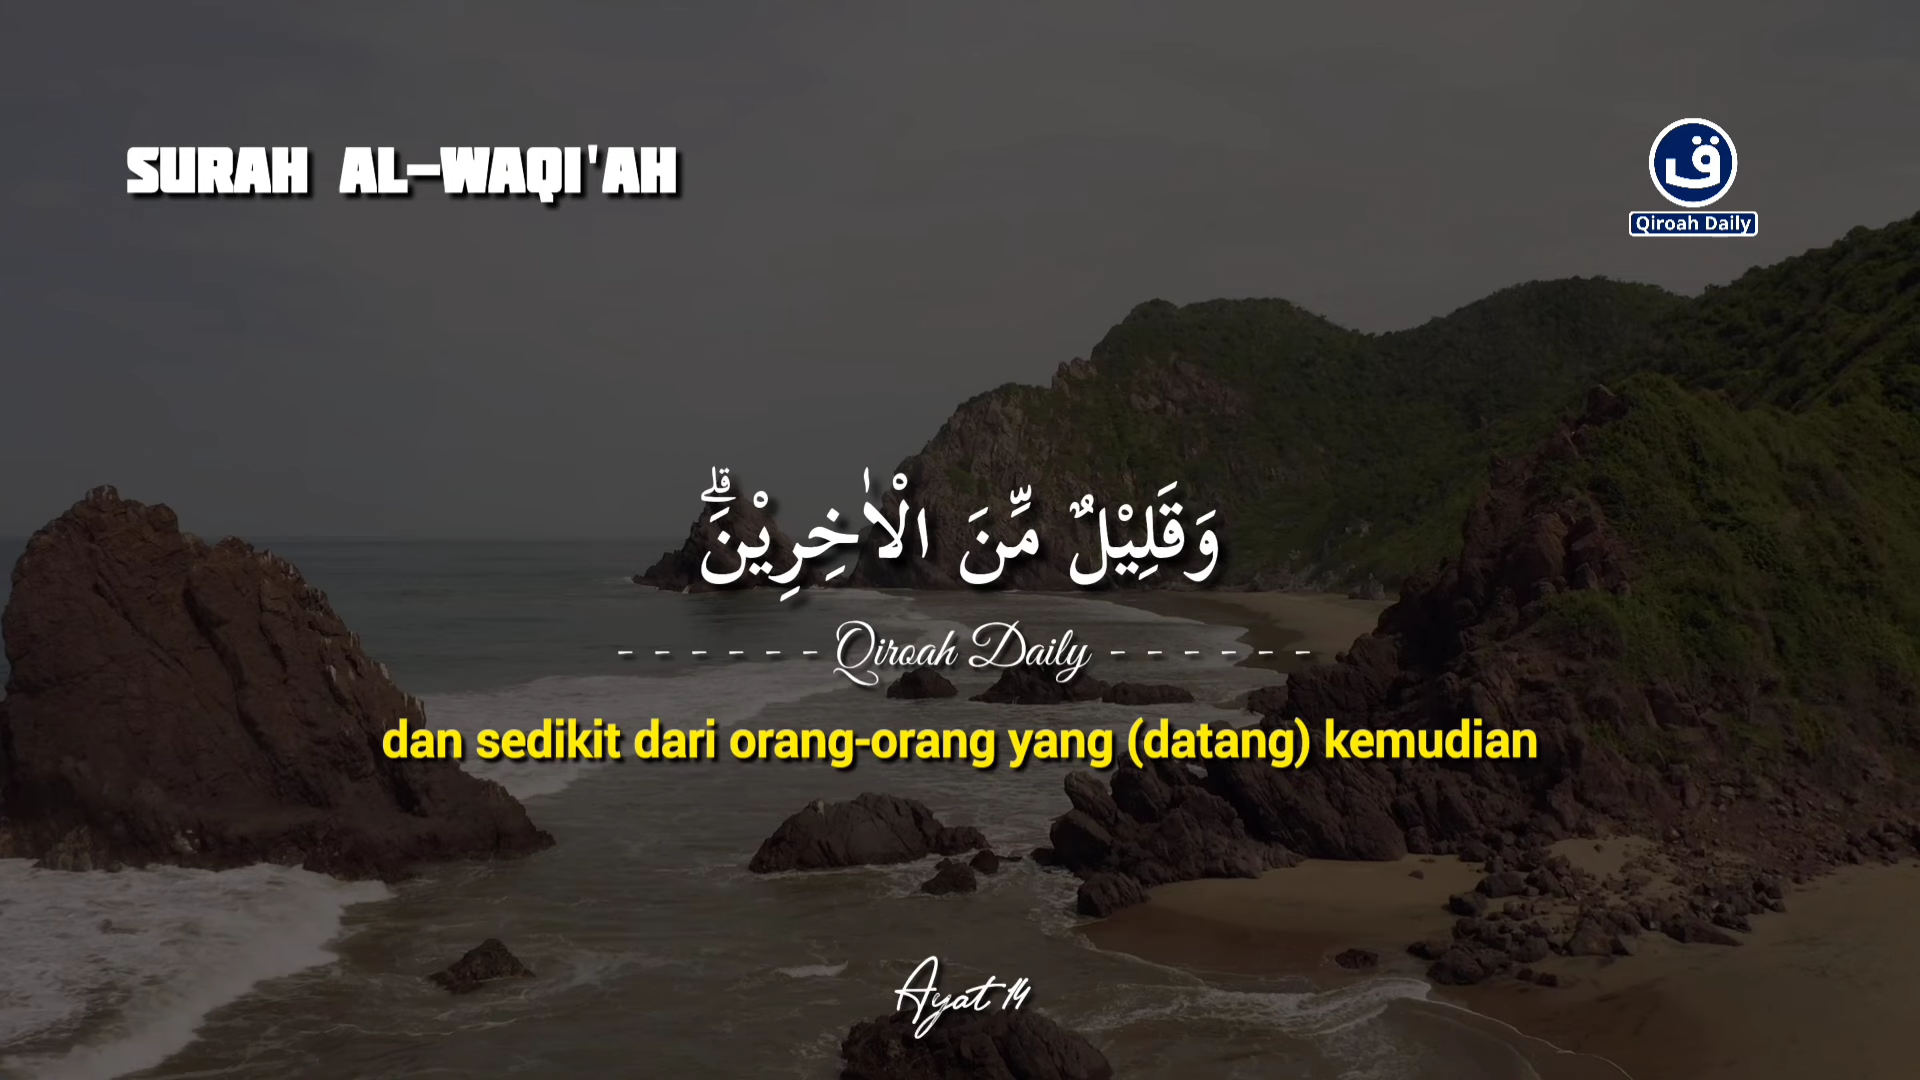 SURAH AL-WAQI'AH
ق
Qiroah Daily
وَقَلِيْلٌ مِّنَ الْاٰخِرِيْنَۗ
- - - - - - Qiroah Daily - - - - - -
dan sedikit dari orang-orang yang (datang) kemudian
Ayat 14